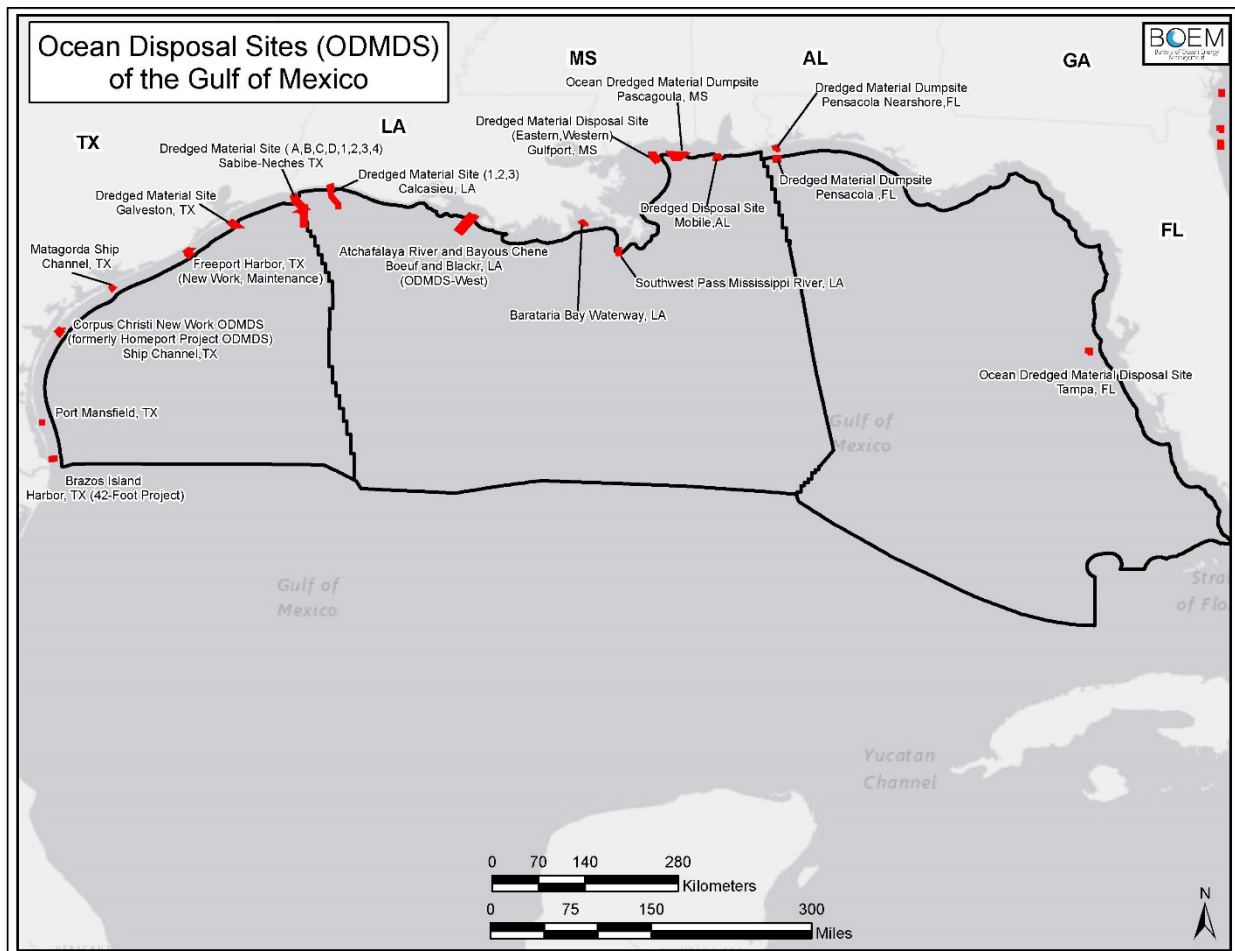 Ocean Disposal Sites (ODMDS)
of the Gulf of Mexico
BOEM
Bureau of Ocean Energy
Management
TX
LA
MS
AL
GA
FL
Ocean Dredged Material Dumpsite
Pascagoula, MS
Dredged Material Dumpsite
Pensacola Nearshore,FL
Dredged Material Disposal Site
(Eastern,Western)
Gulfport, MS
Dredged Material Site ( A,B,C,D,1,2,3,4)
Sabibe-Neches TX
Dredged Material Site (1,2,3)
Calcasieu, LA
Dredged Material Dumpsite
Pensacola ,FL
Dredged Material Site
Galveston, TX
Dredged Disposal Site
Mobile,AL
Matagorda Ship
Channel, TX
Freeport Harbor, TX
(New Work, Maintenance)
Atchafalaya River and Bayous Chene
Boeuf and Blackr, LA
(ODMDS-West)
Southwest Pass Mississippi River, LA
Barataria Bay Waterway, LA
Corpus Christi New Work ODMDS
(formerly Homeport Project ODMDS)
Ship Channel,TX
Ocean Dredged Material Disposal Site
Tampa, FL
Port Mansfield, TX
Gulf of
Mexico
Brazos Island
Harbor, TX (42-Foot Project)
Gulf of
Mexico
of Flo
Yucatan
Channel
0 70 140 280
Kilometers
0 75 150 300
Miles
N